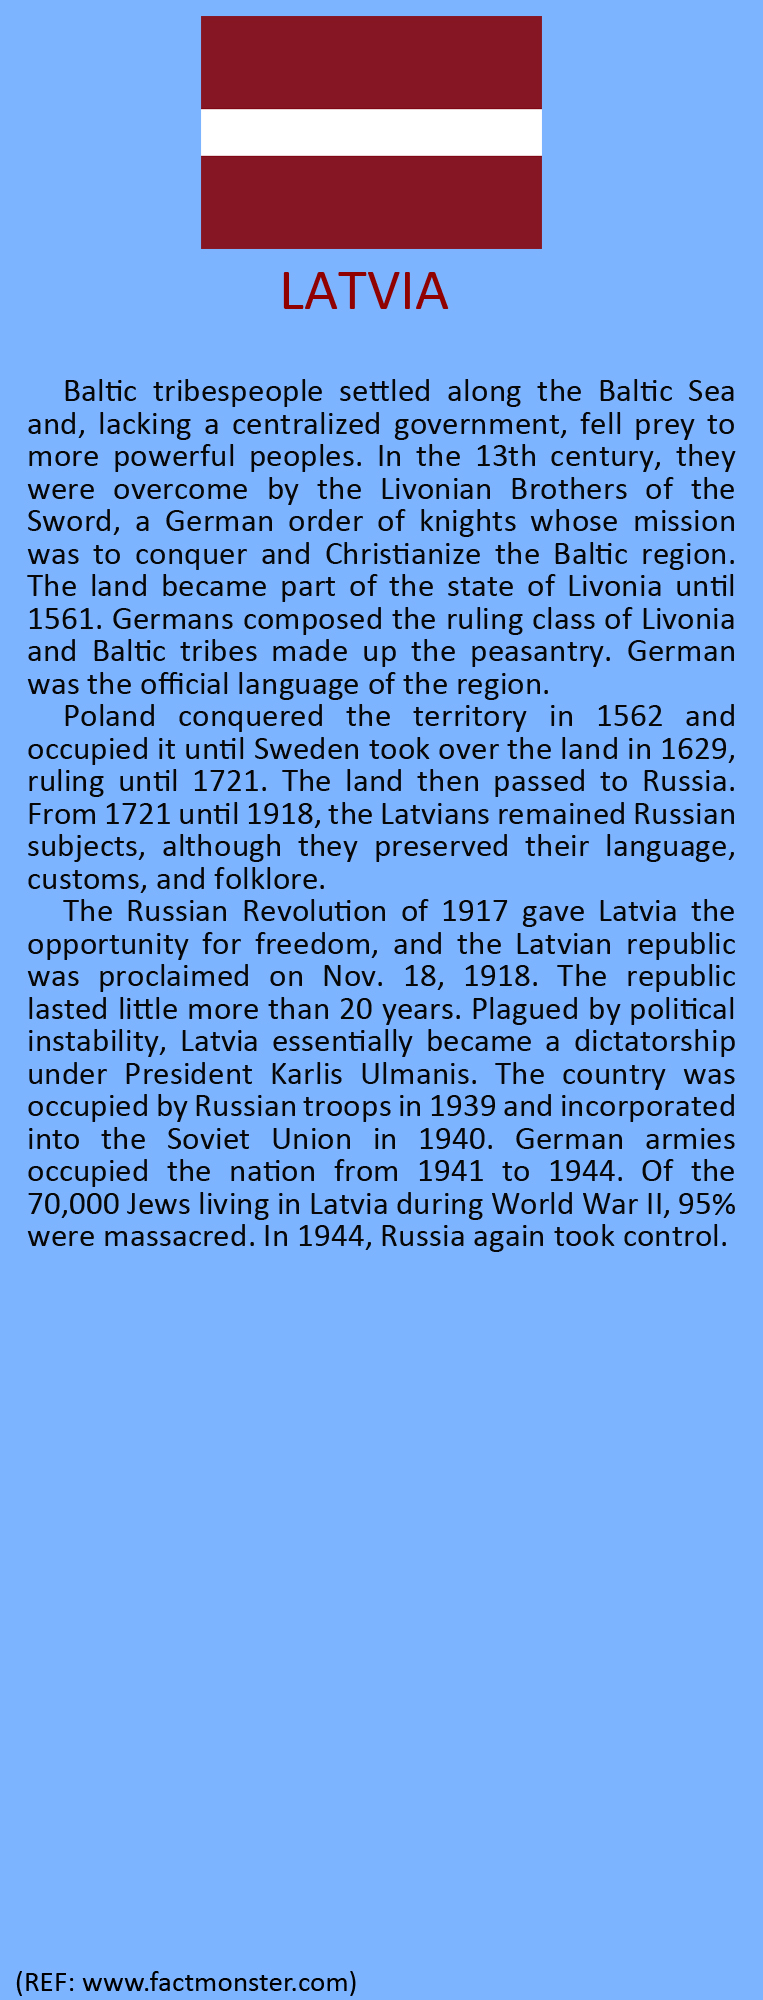 LATVIA
Baltic tribespeople settled along the Baltic Sea
and, lacking a centralized government, fell prey to
more powerful peoples. In the 13th century, they
were overcome by the Livonian Brothers of the
Sword, a German order of knights whose mission
was to conquer and Christianize the Baltic region.
The land became part of the state of Livonia until
1561. Germans composed the ruling class of Livonia
and Baltic tribes made up the peasantry. German
was the official language of the region.
Poland conquered the territory in 1562 and
occupied it until Sweden took over the land in 1629,
ruling until 1721. The land then passed to Russia.
From 1721 until 1918, the Latvians remained Russian
subjects, although they preserved their language,
customs, and folklore.
The Russian Revolution of 1917 gave Latvia the
opportunity for freedom, and the Latvian republic
was proclaimed on Nov. 18, 1918. The republic
lasted little more than 20 years. Plagued by political
instability, Latvia essentially became a dictatorship
under President Karlis Ulmanis. The country was
occupied by Russian troops in 1939 and incorporated
into the Soviet Union in 1940. German armies
occupied the nation from 1941 to 1944. Of the
70,000 Jews living in Latvia during World War II, 95%
were massacred. In 1944, Russia again took control.
(REF: www.factmonster.com)